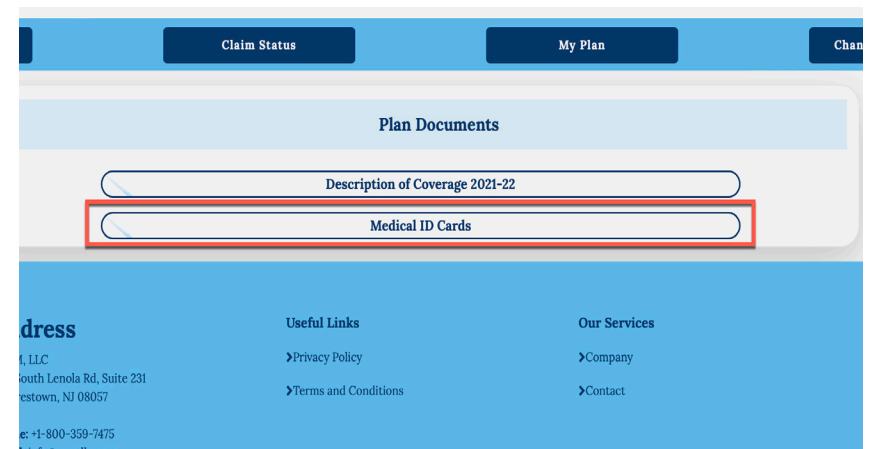 Claim Status
My Plan
Chan
Plan Documents
Description of Coverage 2021-22
Medical ID Cards
dress
LLC
South Lenola Rd, Suite 231
restown, NJ 08057
e: +1-800-359-7475
Useful Links
❯Privacy Policy
❯Terms and Conditions
Our Services
❯Company
❯Contact